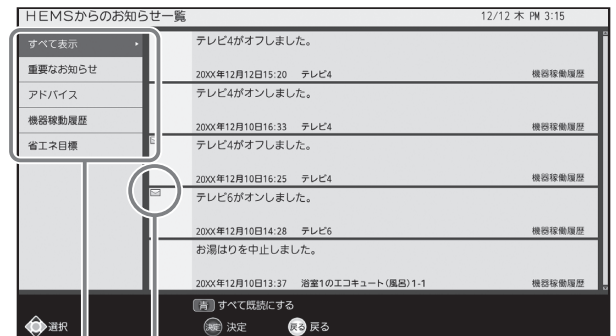 HEMSからのお知らせ一覧
12/12 木 PM 3:15
すべて表示
重要なお知らせ
アドバイス
機器稼動履歴
省エネ目標
テレビ4がオフしました。
20XX年12月12日15:20 テレビ4 機器稼働履歴
テレビ4がオンしました。
20XX年12月10日16:33 テレビ4 機器稼働履歴
テレビ4がオフしました。
20XX年12月10日16:25 テレビ4 機器稼働履歴
テレビ6がオンしました。
20XX年12月10日14:28 テレビ6 機器稼働履歴
お湯はりを中止しました。
20XX年12月10日13:37 浴室1のエコキュート(風呂)1-1 機器稼働履歴
青 すべて既読にする
選択 決定 戻る 戻る